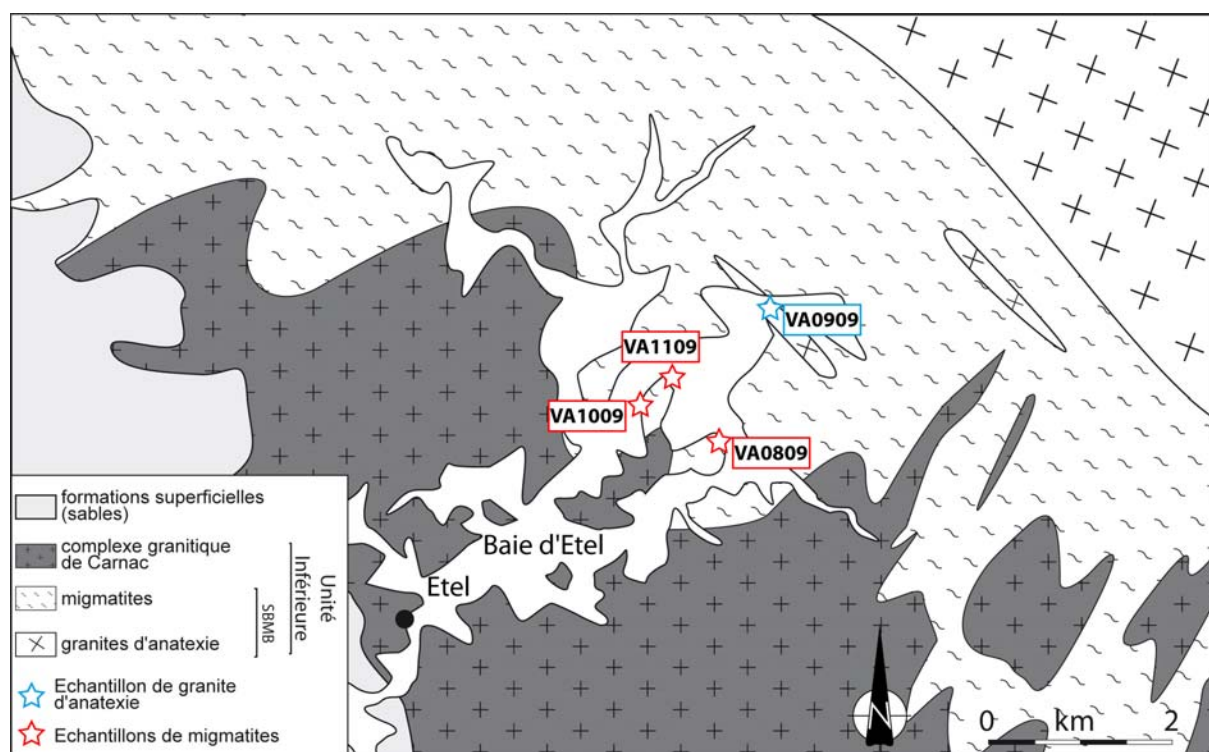 VA0909
VA1109
VA1009
VA0809
Baie d'Etel
Etel
formations superficielles
(sables)
complexe granitique
de Carnac
migmatites
granites d'anatexie
SBMB
Unité
Inférieure
Echantillon de granite
d'anatexie
Echantillons de migmatites
N
0 km 2